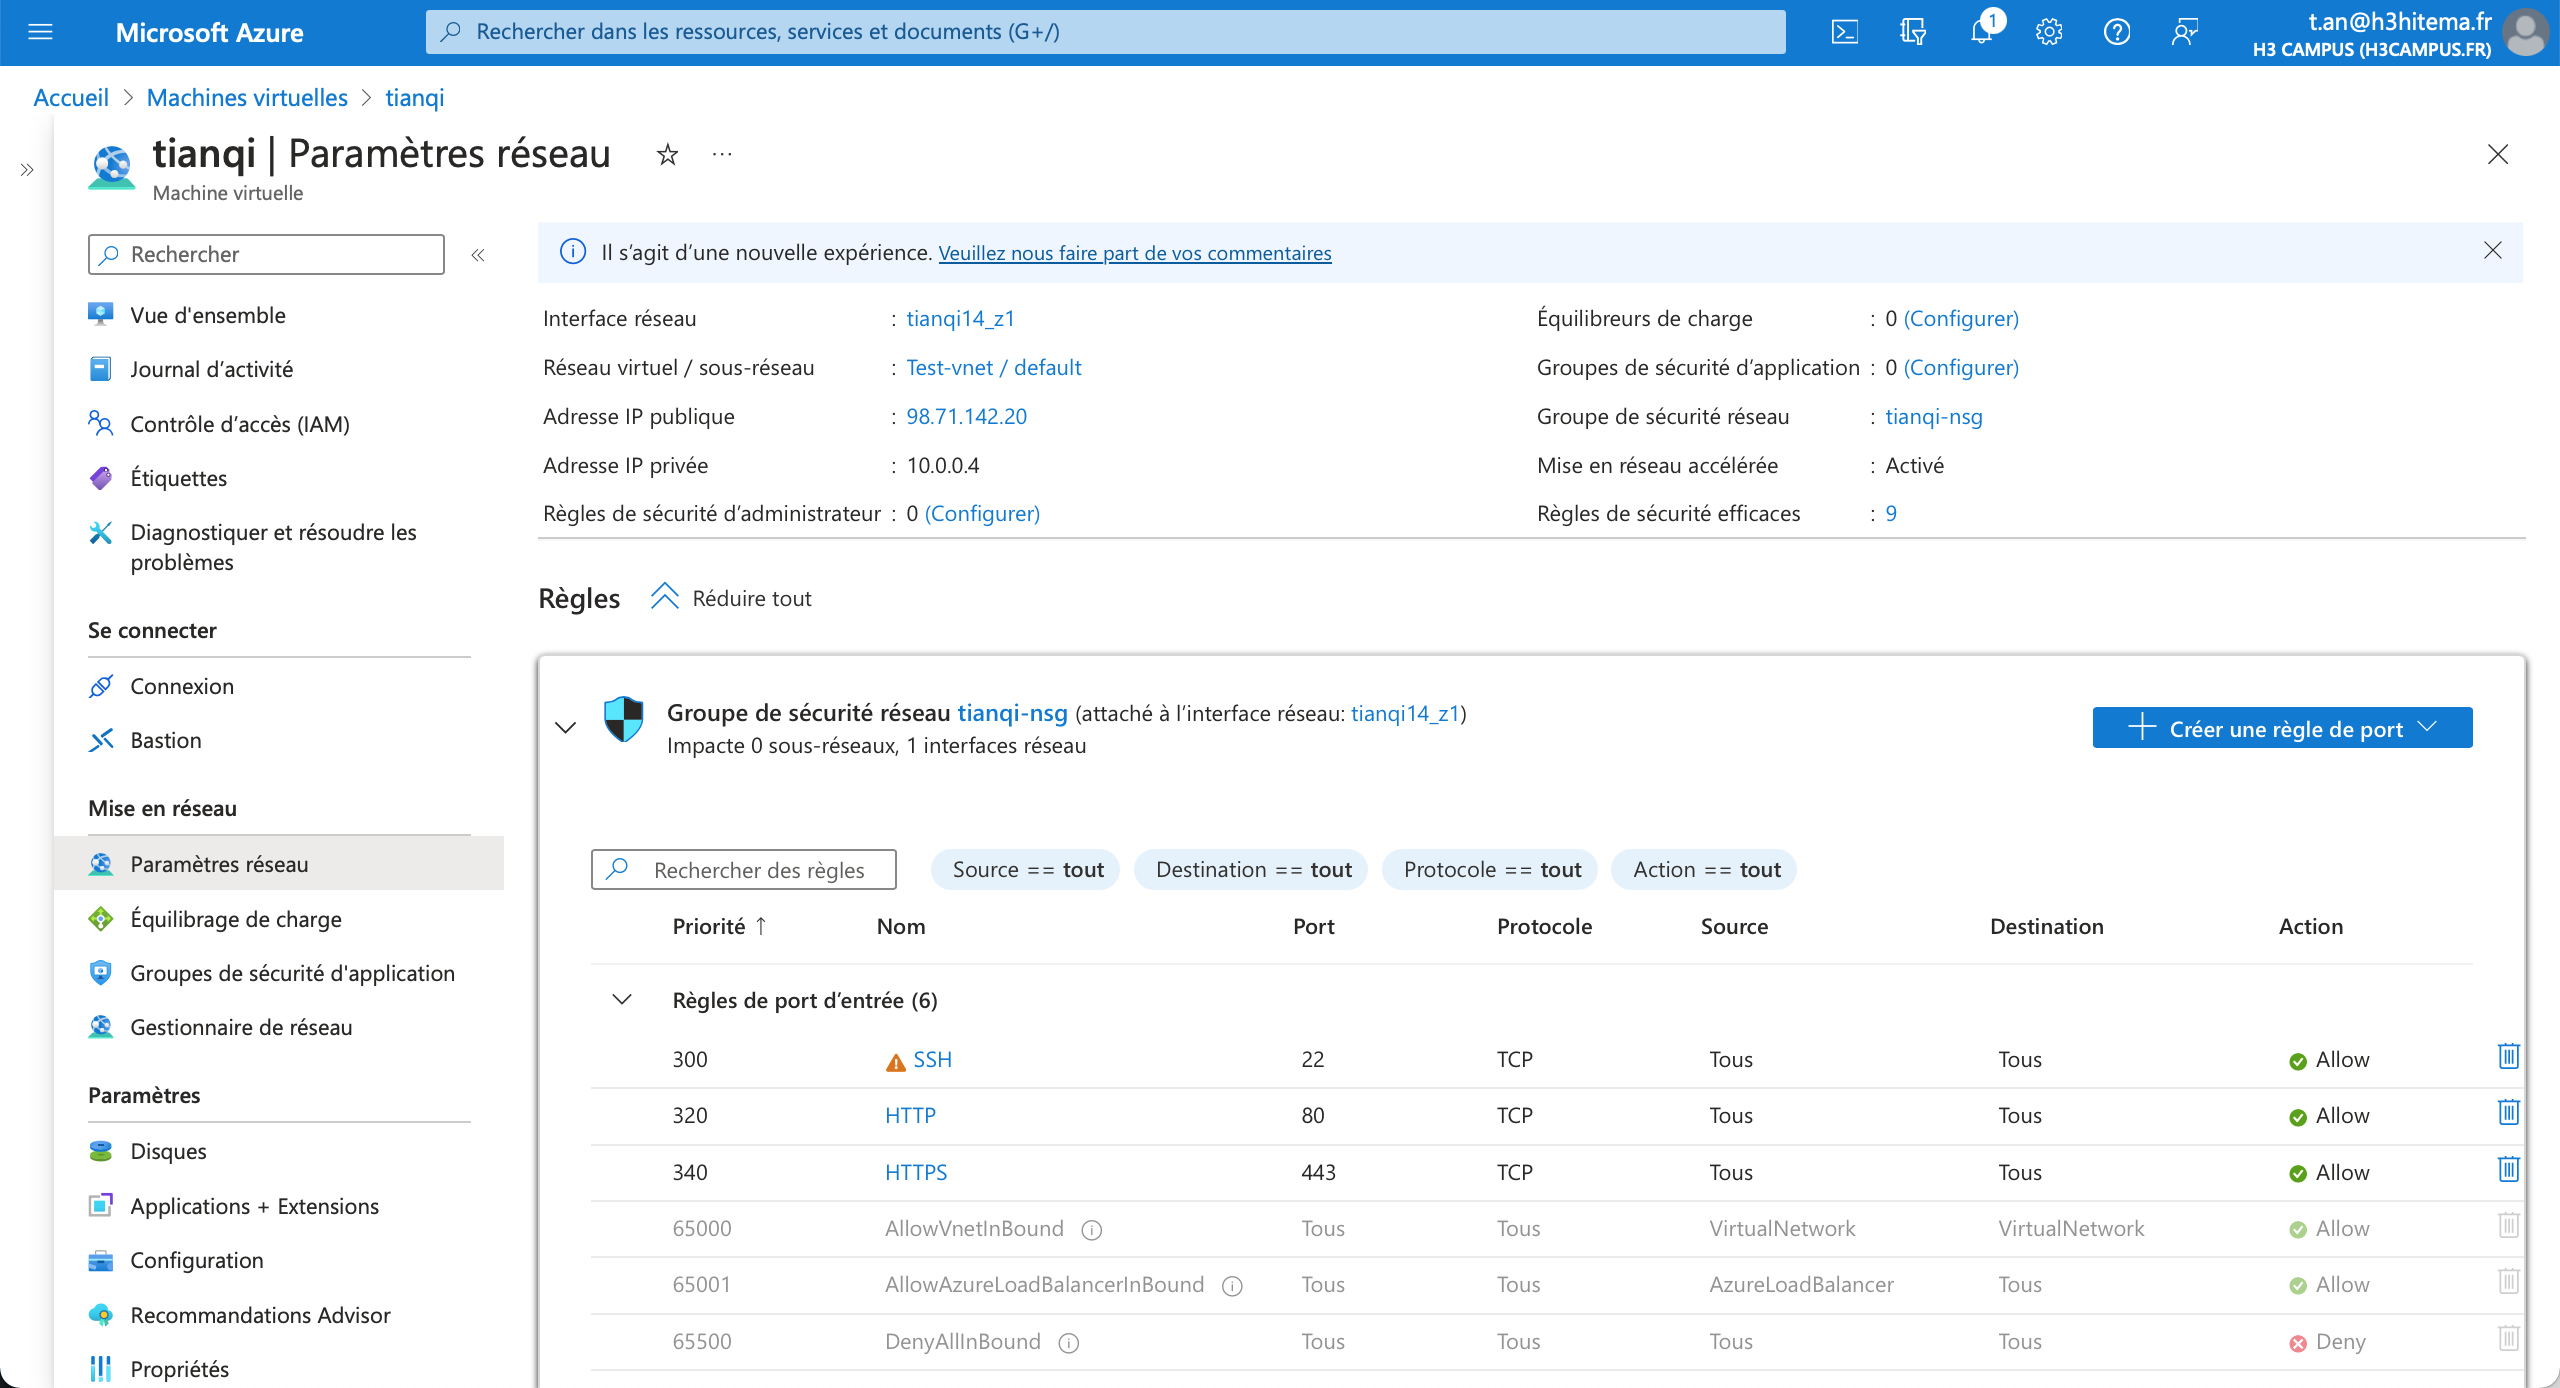 Microsoft Azure
Rechercher dans les ressources, services et documents (G+/)
1
t.an@h3hitema.fr
H3 CAMPUS (H3CAMPUS.FR)
Accueil > Machines virtuelles > tianqi
tianqi | Paramètres réseau
Machine virtuelle
Rechercher
Vue d'ensemble
Journal d’activité
Contrôle d’accès (IAM)
Étiquettes
Diagnostiquer et résoudre les
problèmes
Se connecter
Connexion
Bastion
Mise en réseau
Paramètres réseau
Équilibrage de charge
Groupes de sécurité d'application
Gestionnaire de réseau
Paramètres
Disques
Applications + Extensions
Configuration
Recommandations Advisor
Propriétés
Il s’agit d’une nouvelle expérience. Veuillez nous faire part de vos commentaires
Interface réseau : tianqi14_z1
Réseau virtuel / sous-réseau : Test-vnet / default
Adresse IP publique : 98.71.142.20
Adresse IP privée : 10.0.0.4
Règles de sécurité d’administrateur : 0 (Configurer)
Équilibreurs de charge : 0 (Configurer)
Groupes de sécurité d’application : 0 (Configurer)
Groupe de sécurité réseau : tianqi-nsg
Mise en réseau accélérée : Activé
Règles de sécurité efficaces : 9
Règles Réduire tout
Groupe de sécurité réseau tianqi-nsg (attaché à l’interface réseau: tianqi14_z1)
Impacte 0 sous-réseaux, 1 interfaces réseau
Créer une règle de port
Rechercher des règles
Source == tout
Destination == tout
Protocole == tout
Action == tout
Priorité ↑ Nom Port Protocole Source Destination Action
Règles de port d’entrée (6)
300 SSH 22 TCP Tous Tous Allow
320 HTTP 80 TCP Tous Tous Allow
340 HTTPS 443 TCP Tous Tous Allow
65000 AllowVnetInBound Tous Tous VirtualNetwork VirtualNetwork Allow
65001 AllowAzureLoadBalancerInBound Tous Tous AzureLoadBalancer Tous Allow
65500 DenyAllInBound Tous Tous Tous Tous Deny